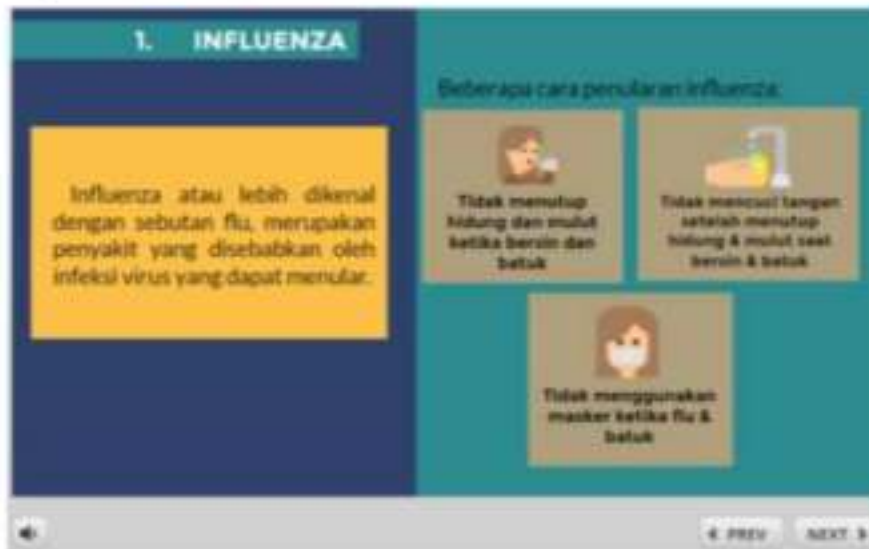 1. INFLUENZA
Influenza atau lebih dikenal
dengan sebutan flu, merupakan
penyakit yang disebabkan oleh
infeksi virus yang dapat menular.
Beberapa cara penularan influenza:
Tidak menutup
hidung dan mulut
ketika bersin dan
batuk
Tidak mencuci tangan
setelah menutup
hidung & mulut saat
bersin & batuk
Tidak menggunakan
masker ketika flu &
batuk
PREV
NEXT